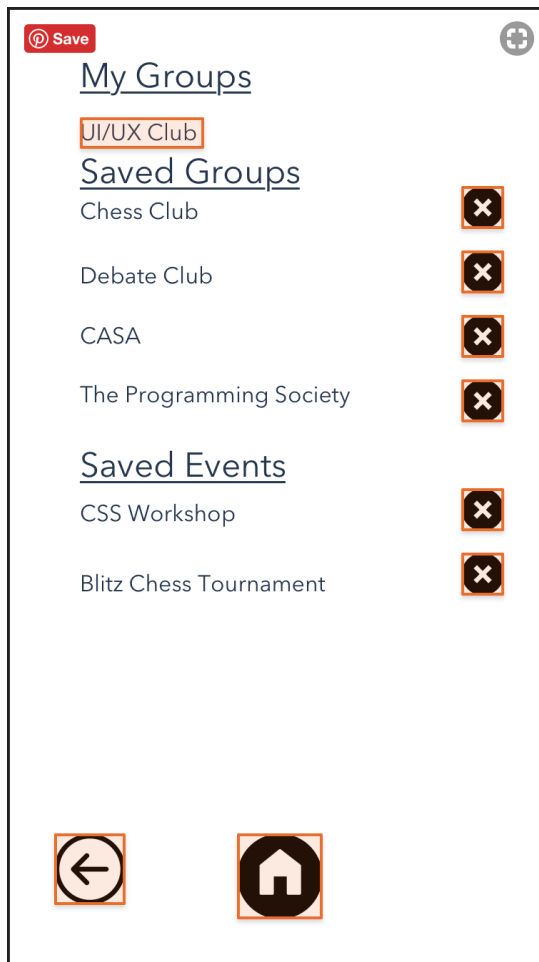 Save
My Groups
UI/UX Club
Saved Groups
Chess Club
Debate Club
CASA
The Programming Society
Saved Events
CSS Workshop
Blitz Chess Tournament